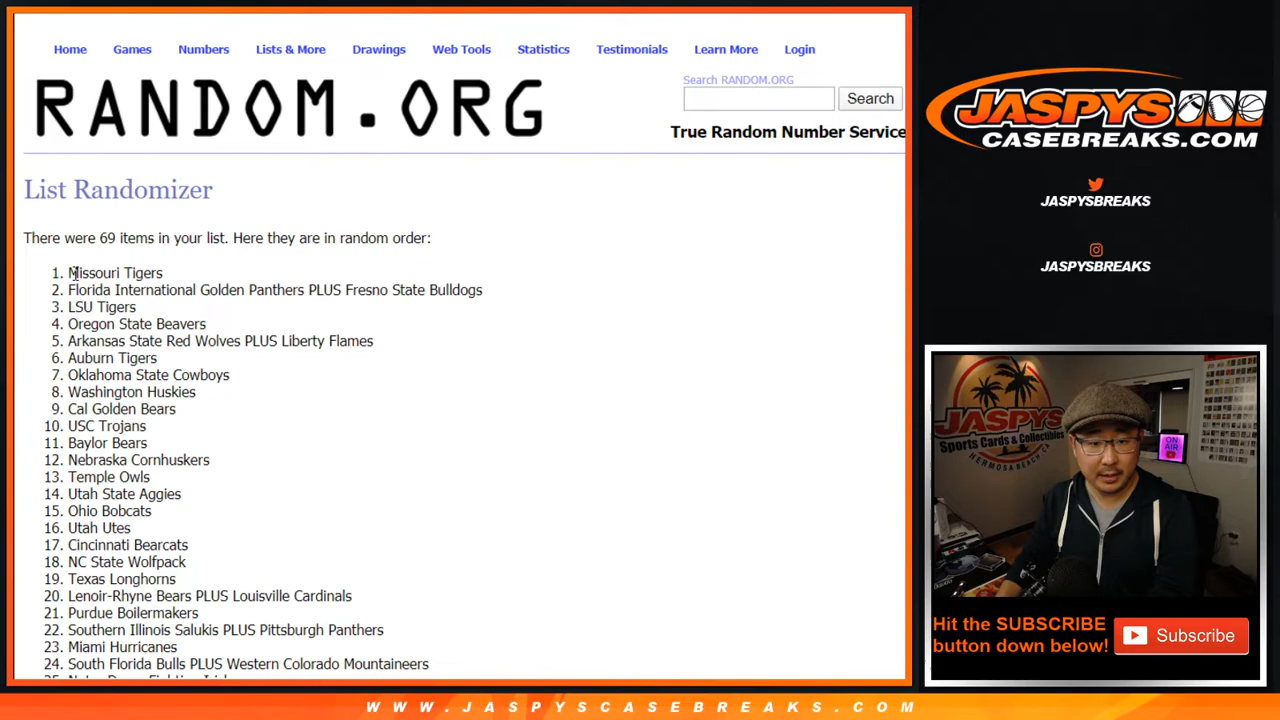 Home Games Numbers Lists & More Drawings Web Tools Statistics Testimonials Learn More Login
RANDOM.ORG
Search RANDOM.ORG
Search
True Random Number Service
List Randomizer
There were 69 items in your list. Here they are in random order:
1. Missouri Tigers
2. Florida International Golden Panthers PLUS Fresno State Bulldogs
3. LSU Tigers
4. Oregon State Beavers
5. Arkansas State Red Wolves PLUS Liberty Flames
6. Auburn Tigers
7. Oklahoma State Cowboys
8. Washington Huskies
9. Cal Golden Bears
10. USC Trojans
11. Baylor Bears
12. Nebraska Cornhuskers
13. Temple Owls
14. Utah State Aggies
15. Ohio Bobcats
16. Utah Utes
17. Cincinnati Bearcats
18. NC State Wolfpack
19. Texas Longhorns
20. Lenoir-Rhyne Bears PLUS Louisville Cardinals
21. Purdue Boilermakers
22. Southern Illinois Salukis PLUS Pittsburgh Panthers
23. Miami Hurricanes
24. South Florida Bulls PLUS Western Colorado Mountaineers
JASPYS
CASEBREAKS.COM
JASPYSBREAKS
JASPYSBREAKS
JASPYS
Sports Cards & Collectibles
HERMOSA BEACH, CA
ON AIR
Hit the SUBSCRIBE
button down below!
Subscribe
WWW.JASPYSCASEBREAKS.COM